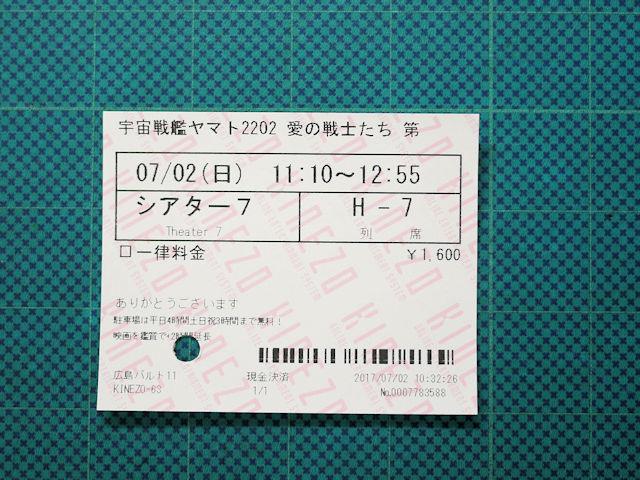 宇宙戦艦ヤマト2202 愛の戦士たち 第
07/02(日) 11:10～12:55
シアター7 H - 7
Theater 7 列 席
□一律料金 ￥1,600
ありがとうございます
駐車場は平日4時間土日祝3時間まで無料！
映画を鑑賞で+2時間延長
広島バルト11 現金決済 2017/07/02 10:32:26
KINEZO-63 1/1 No.0007783588
KINEZO